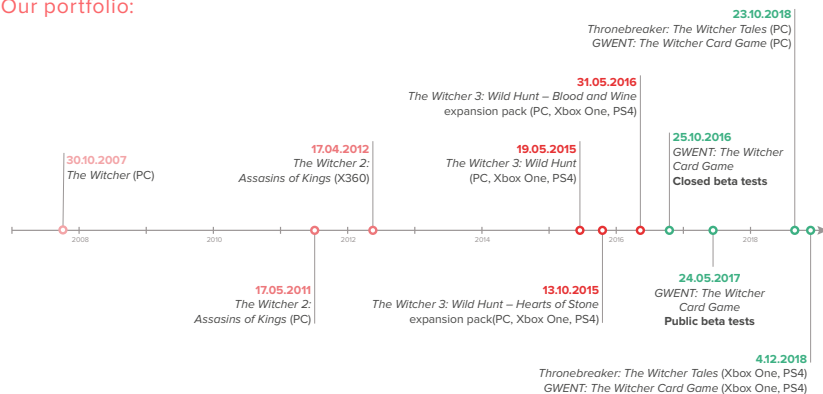 Our portfolio:
23.10.2018
Thronebreaker: The Witcher Tales (PC)
GWENT: The Witcher Card Game (PC)
31.05.2016
The Witcher 3: Wild Hunt – Blood and Wine
expansion pack (PC, Xbox One, PS4)
30.10.2007
The Witcher (PC)
17.04.2012
The Witcher 2:
Assasins of Kings (X360)
19.05.2015
The Witcher 3: Wild Hunt
(PC, Xbox One, PS4)
25.10.2016
GWENT: The Witcher
Card Game
Closed beta tests
2008
2010
2012
2014
2016
2018
17.05.2011
The Witcher 2:
Assasins of Kings (PC)
13.10.2015
The Witcher 3: Wild Hunt – Hearts of Stone
expansion pack(PC, Xbox One, PS4)
24.05.2017
GWENT: The Witcher
Card Game
Public beta tests
4.12.2018
Thronebreaker: The Witcher Tales (Xbox One, PS4)
GWENT: The Witcher Card Game (Xbox One, PS4)